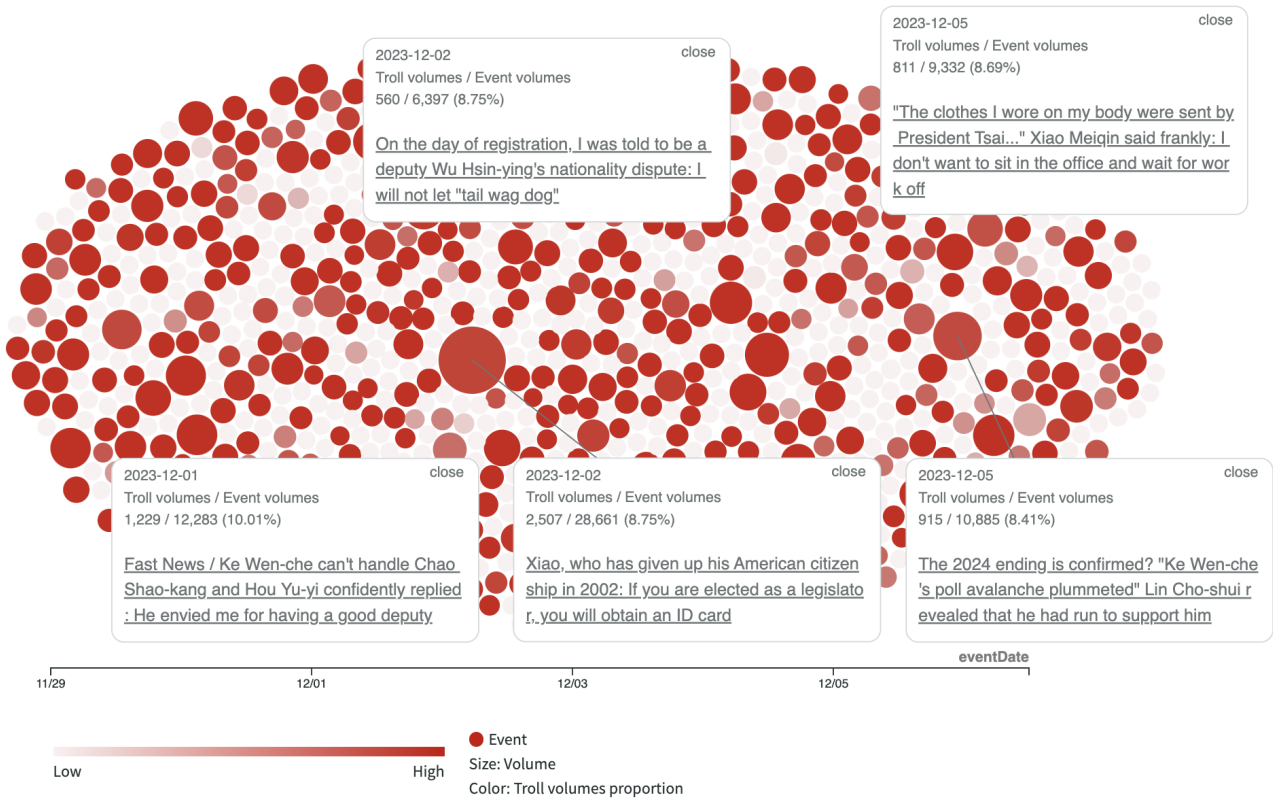 2023-12-02
close
Troll volumes / Event volumes
560 / 6,397 (8.75%)
On the day of registration, I was told to be a
deputy Wu Hsin-ying's nationality dispute: I
will not let "tail wag dog"
2023-12-05
close
Troll volumes / Event volumes
811 / 9,332 (8.69%)
"The clothes I wore on my body were sent by
President Tsai..." Xiao Meiqin said frankly: I
don't want to sit in the office and wait for wor
k off
2023-12-01
close
Troll volumes / Event volumes
1,229 / 12,283 (10.01%)
Fast News / Ke Wen-che can't handle Chao
Shao-kang and Hou Yu-yi confidently replied
: He envied me for having a good deputy
2023-12-02
close
Troll volumes / Event volumes
2,507 / 28,661 (8.75%)
Xiao, who has given up his American citizen
ship in 2002: If you are elected as a legislato
r, you will obtain an ID card
2023-12-05
close
Troll volumes / Event volumes
915 / 10,885 (8.41%)
The 2024 ending is confirmed? "Ke Wen-che
's poll avalanche plummeted" Lin Cho-shui r
evealed that he had run to support him
eventDate
11/29
12/01
12/03
12/05
Low
High
Event
Size: Volume
Color: Troll volumes proportion